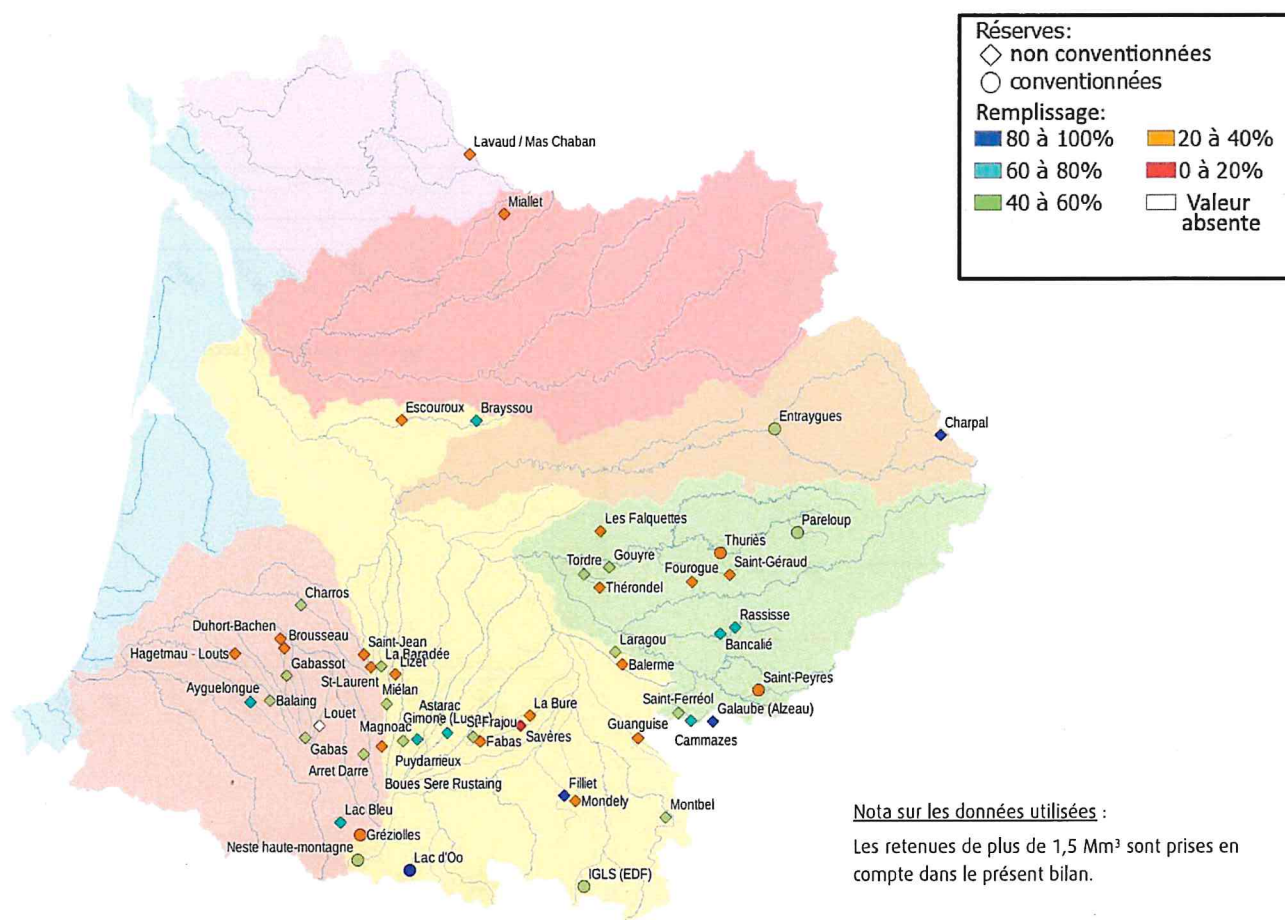 Réserves:
non conventionnées
conventionnées
Remplissage:
80 à 100%
20 à 40%
60 à 80%
0 à 20%
40 à 60%
Valeur
absente
Lavaud / Mas Chaban
Miallet
Escouroux
Brayssou
Entraygues
Charpal
Les Falquettes
Pareloup
Thuriès
Tordre
Gouyre
Fourogue
Saint-Géraud
Thérondel
Charros
Rassisse
Duhort-Bachen
Brousseau
Bancalié
Hagetmau - Louts
Saint-Jean
La Baradée
Laragou
Lizet
Balerme
Gabassot
St-Laurent
Saint-Peyres
Ayguelongue
Balaing
Miélan
Saint-Ferréol
Galaube (Alzeau)
Astarac
La Bure
Louet
Gimone (Lunax)
St Frajou
Guanguise
Magnoac
Savères
Cammazes
Gabas
Fabas
Arret Darre
Puydarrieux
Boues Sere Rustaing
Filliet
Mondely
Montbel
Lac Bleu
Gréziolles
Neste haute-montagne
Lac d'Oo
IGLS (EDF)
Nota sur les données utilisées :
Les retenues de plus de 1,5 Mm³ sont prises en
compte dans le présent bilan.